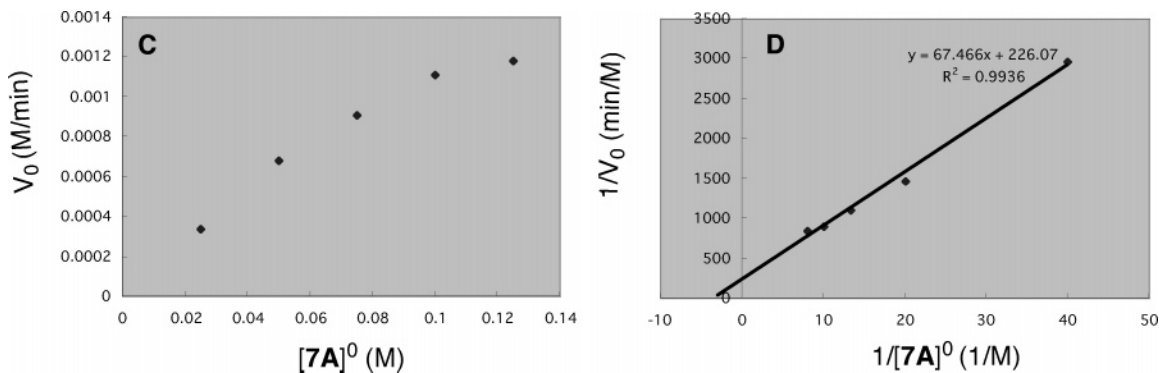 C
V₀ (M/min)
0.0014
0.0012
0.001
0.0008
0.0006
0.0004
0.0002
0
0 0.02 0.04 0.06 0.08 0.1 0.12 0.14
[7A]⁰ (M)
D
1/V₀ (min/M)
3500
3000
2500
2000
1500
1000
500
0
y = 67.466x + 226.07
R² = 0.9936
-10 0 10 20 30 40 50
1/[7A]⁰ (1/M)